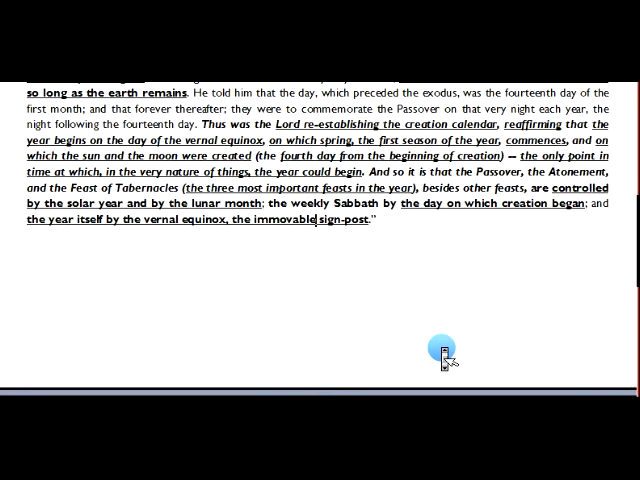 so long as the earth remains. He told him that the day, which preceded the exodus, was the fourteenth day of the
first month; and that forever thereafter; they were to commemorate the Passover on that very night each year, the
night following the fourteenth day. Thus was the Lord re-establishing the creation calendar, reaffirming that the
year begins on the day of the vernal equinox, on which spring, the first season of the year, commences, and on
which the sun and the moon were created (the fourth day from the beginning of creation) -- the only point in
time at which, in the very nature of things, the year could begin. And so it is that the Passover, the Atonement,
and the Feast of Tabernacles (the three most important feasts in the year), besides other feasts, are controlled
by the solar year and by the lunar month; the weekly Sabbath by the day on which creation began; and
the year itself by the vernal equinox, the immovable sign-post."